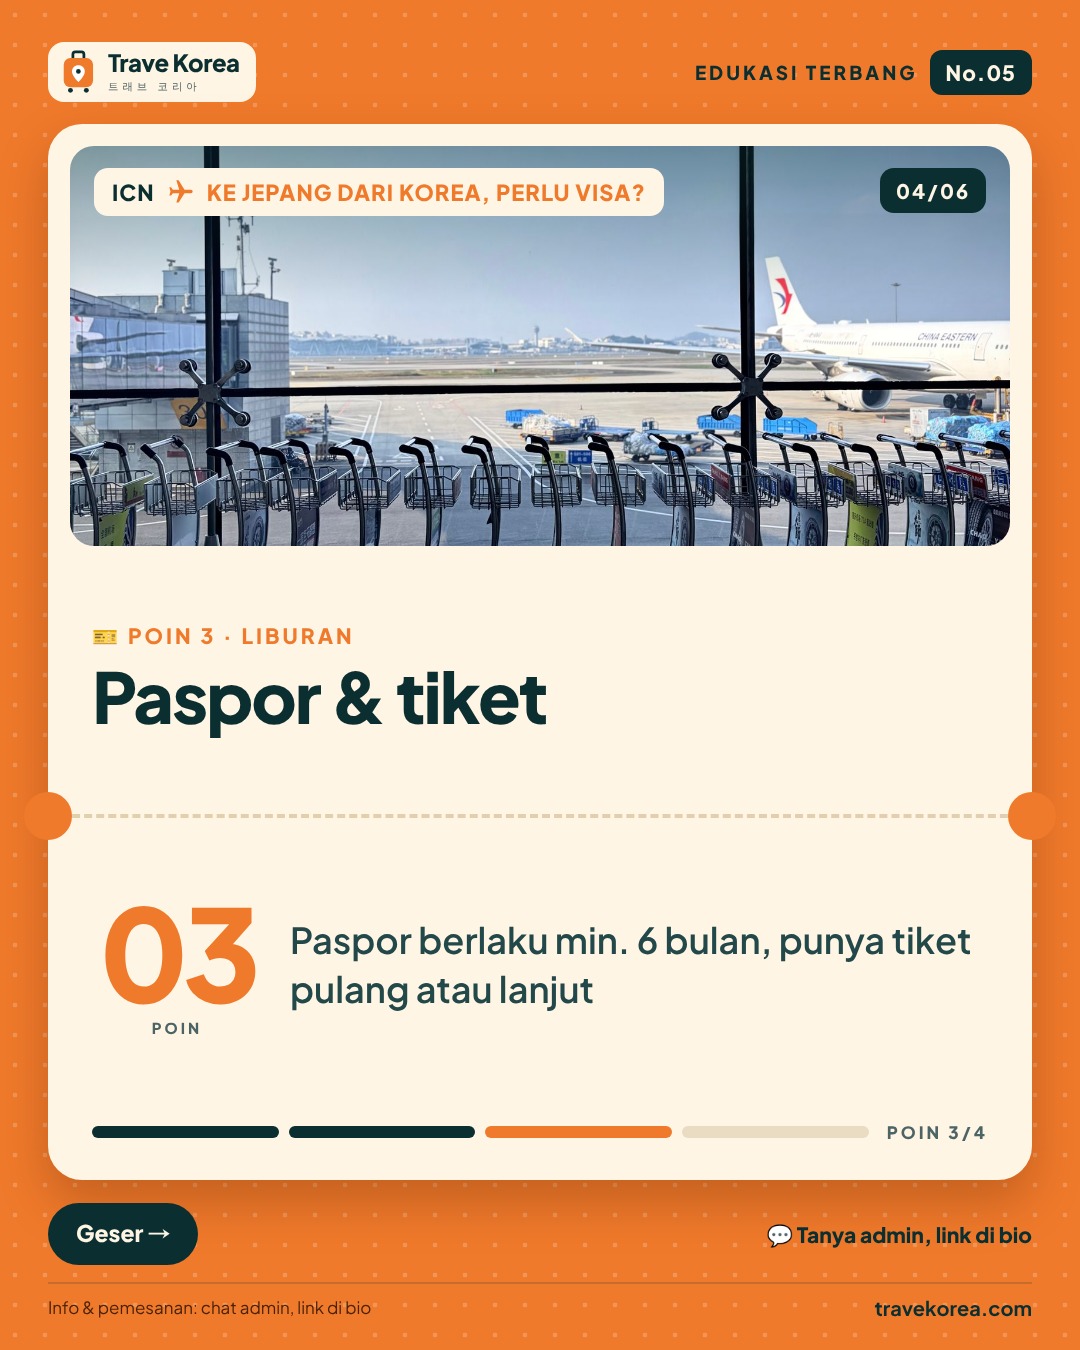 Trave Korea
트래브 코리아
EDUKASI TERBANG
No.05
ICN ✈ KE JEPANG DARI KOREA, PERLU VISA?
04/06
CHINA EASTERN
🎫 POIN 3 · LIBURAN
Paspor & tiket
03
POIN
Paspor berlaku min. 6 bulan, punya tiket
pulang atau lanjut
POIN 3/4
Geser →
💬 Tanya admin, link di bio
Info & pemesanan: chat admin, link di bio
travekorea.com